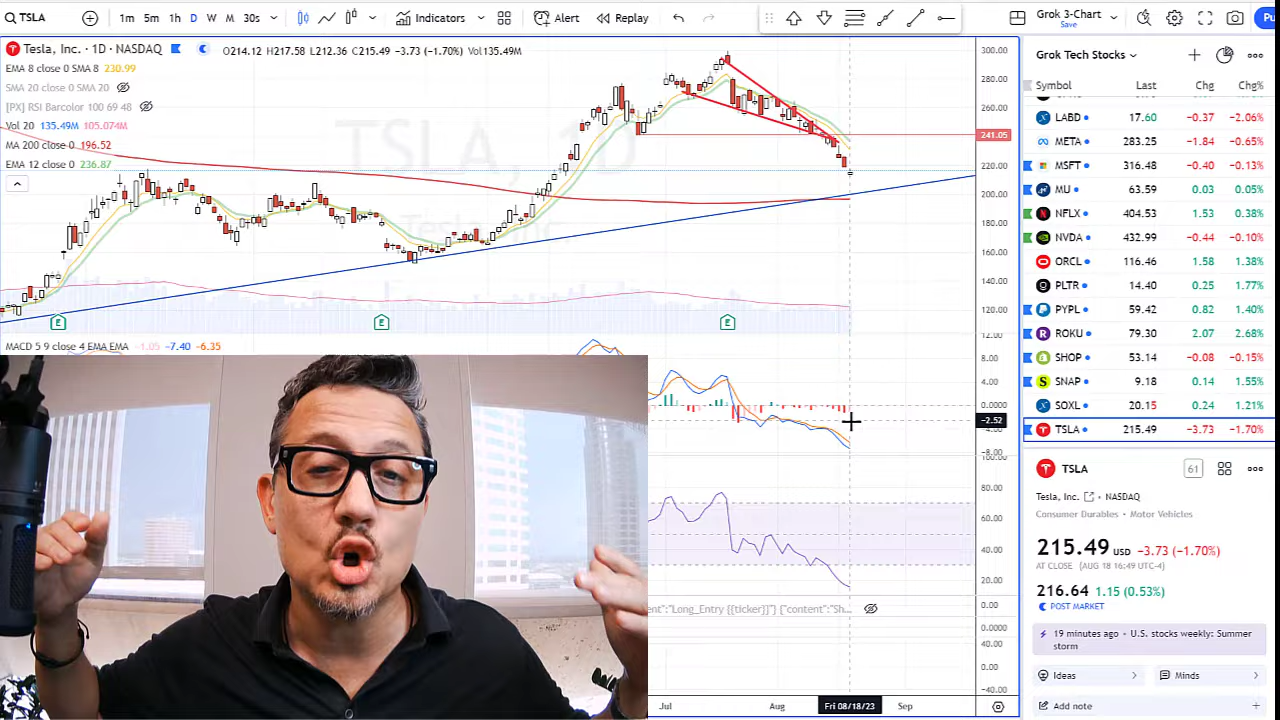 TSLA 1m 5m 1h D W M 30s Indicators Alert Replay Grok 3-Chart Save Pu
Tesla, Inc. · 1D · NASDAQ O214.12 H217.58 L212.36 C215.49 −3.73 (−1.70%) Vol135.49M
EMA 8 close 0 SMA 8 230.99
SMA 20 close 0 SMA 20
[PX] RSI Barcolor 100 69 48
Vol 20 135.49M 105.074M
MA 200 close 0 196.52
EMA 12 close 0 236.87
TSLA, 1D
Tesla, Inc.
E E E
MACD 5 9 close 4 EMA EMA −1.05 −7.40 −6.35
300.00
280.00
260.00
241.05
220.00
200.00
180.00
160.00
140.00
120.00
12.00
8.00
4.00
0.0000
−2.52
−8.00
100.00
80.00
60.00
40.00
20.00
0.00
0.0000
40.00
0.00
−40.00
ent":"Long_Entry {{ticker}}"} {"content":"Sh...
Jul Aug Fri 08/18/23 Sep
Grok Tech Stocks
Symbol Last Chg Chg%
LABD 17.60 −0.37 −2.06%
META 283.25 −1.84 −0.65%
MSFT 316.48 −0.40 −0.13%
MU 63.59 0.03 0.05%
NFLX 404.53 1.53 0.38%
NVDA 432.99 −0.44 −0.10%
ORCL 116.46 1.58 1.38%
PLTR 14.40 0.25 1.77%
PYPL 59.42 0.82 1.40%
ROKU 79.30 2.07 2.68%
SHOP 53.14 −0.08 −0.15%
SNAP 9.18 0.14 1.55%
SOXL 20.15 0.24 1.21%
TSLA 215.49 −3.73 −1.70%
TSLA 61
Tesla, Inc. • NASDAQ
Consumer Durables • Motor Vehicles
215.49 USD −3.73 (−1.70%)
AT CLOSE (AUG 18 16:49 UTC-4)
216.64 1.15 (0.53%)
POST MARKET
19 minutes ago • U.S. stocks weekly: Summer
storm
Ideas Minds
Add note